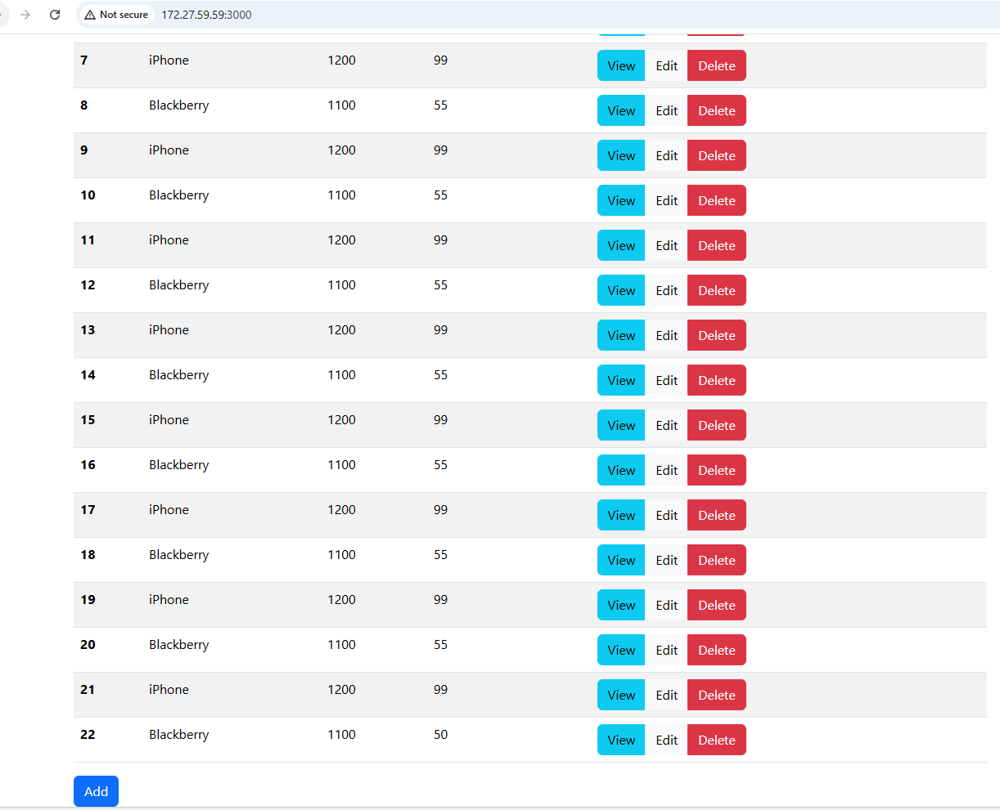 Not secure 172.27.59.59:3000
7 iPhone 1200 99 View Edit Delete
8 Blackberry 1100 55 View Edit Delete
9 iPhone 1200 99 View Edit Delete
10 Blackberry 1100 55 View Edit Delete
11 iPhone 1200 99 View Edit Delete
12 Blackberry 1100 55 View Edit Delete
13 iPhone 1200 99 View Edit Delete
14 Blackberry 1100 55 View Edit Delete
15 iPhone 1200 99 View Edit Delete
16 Blackberry 1100 55 View Edit Delete
17 iPhone 1200 99 View Edit Delete
18 Blackberry 1100 55 View Edit Delete
19 iPhone 1200 99 View Edit Delete
20 Blackberry 1100 55 View Edit Delete
21 iPhone 1200 99 View Edit Delete
22 Blackberry 1100 50 View Edit Delete
Add